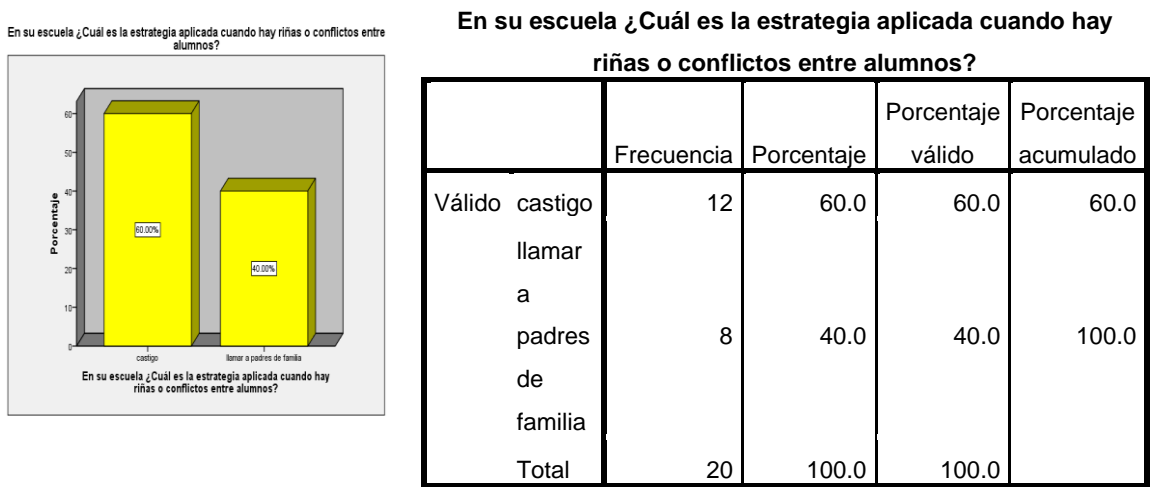 En su escuela ¿Cuál es la estrategia aplicada cuando hay riñas o conflictos entre
alumnos?
Porcentaje
60
50
40
30
20
10
0
60.00%
40.00%
castigo
llamar a padres de familia
En su escuela ¿Cuál es la estrategia aplicada cuando hay
riñas o conflictos entre alumnos?
En su escuela ¿Cuál es la estrategia aplicada cuando hay
riñas o conflictos entre alumnos?
Frecuencia Porcentaje Porcentaje válido Porcentaje acumulado
Válido castigo 12 60.0 60.0 60.0
llamar
a
padres 8 40.0 40.0 100.0
de
familia
Total 20 100.0 100.0